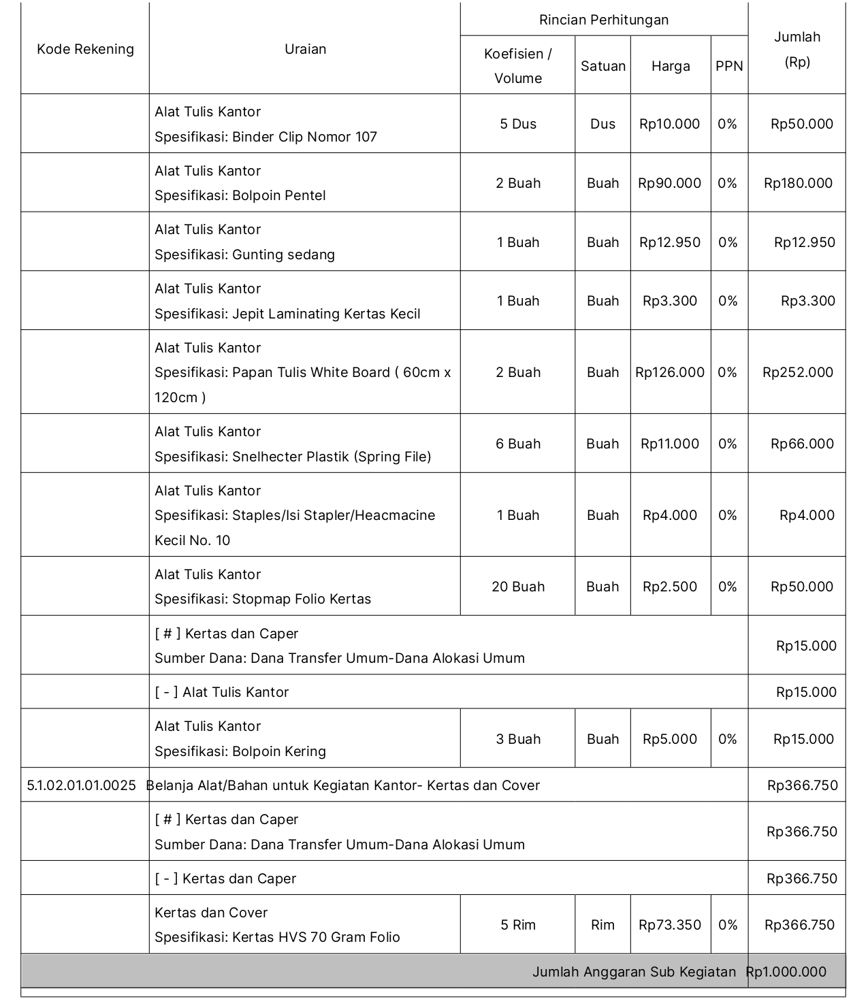 Kode Rekening Uraian Rincian Perhitungan Jumlah (Rp)
Koefisien / Volume Satuan Harga PPN
Alat Tulis Kantor
Spesifikasi: Binder Clip Nomor 107 5 Dus Dus Rp10.000 0% Rp50.000
Alat Tulis Kantor
Spesifikasi: Bolpoin Pentel 2 Buah Buah Rp90.000 0% Rp180.000
Alat Tulis Kantor
Spesifikasi: Gunting sedang 1 Buah Buah Rp12.950 0% Rp12.950
Alat Tulis Kantor
Spesifikasi: Jepit Laminating Kertas Kecil 1 Buah Buah Rp3.300 0% Rp3.300
Alat Tulis Kantor
Spesifikasi: Papan Tulis White Board ( 60cm x 2 Buah Buah Rp126.000 0% Rp252.000
120cm )
Alat Tulis Kantor
Spesifikasi: Snelhecter Plastik (Spring File) 6 Buah Buah Rp11.000 0% Rp66.000
Alat Tulis Kantor
Spesifikasi: Staples/Isi Stapler/Heacmacine 1 Buah Buah Rp4.000 0% Rp4.000
Kecil No. 10
Alat Tulis Kantor
Spesifikasi: Stopmap Folio Kertas 20 Buah Buah Rp2.500 0% Rp50.000
[ # ] Kertas dan Caper
Sumber Dana: Dana Transfer Umum-Dana Alokasi Umum Rp15.000
[ - ] Alat Tulis Kantor Rp15.000
Alat Tulis Kantor
Spesifikasi: Bolpoin Kering 3 Buah Buah Rp5.000 0% Rp15.000
5.1.02.01.01.0025 Belanja Alat/Bahan untuk Kegiatan Kantor- Kertas dan Cover Rp366.750
[ # ] Kertas dan Caper
Sumber Dana: Dana Transfer Umum-Dana Alokasi Umum Rp366.750
[ - ] Kertas dan Caper Rp366.750
Kertas dan Cover
Spesifikasi: Kertas HVS 70 Gram Folio 5 Rim Rim Rp73.350 0% Rp366.750
Jumlah Anggaran Sub Kegiatan Rp1.000.000